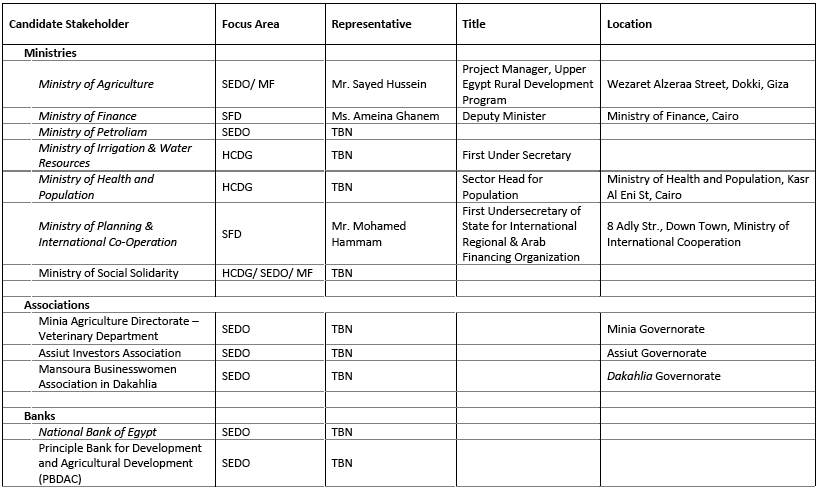 Candidate Stakeholder Focus Area Representative Title Location
Ministries
Ministry of Agriculture SEDO/ MF Mr. Sayed Hussein Project Manager, Upper Egypt Rural Development Program Wezaret Alzeraa Street, Dokki, Giza
Ministry of Finance SFD Ms. Ameina Ghanem Deputy Minister Ministry of Finance, Cairo
Ministry of Petroliam SEDO TBN
Ministry of Irrigation & Water Resources HCDG TBN First Under Secretary
Ministry of Health and Population HCDG TBN Sector Head for Population Ministry of Health and Population, Kasr Al Eni St, Cairo
Ministry of Planning & International Co-Operation SFD Mr. Mohamed Hammam First Undersecretary of State for International Regional & Arab Financing Organization 8 Adly Str., Down Town, Ministry of International Cooperation
Ministry of Social Solidarity HCDG/ SEDO/ MF TBN
Associations
Minia Agriculture Directorate – Veterinary Department SEDO TBN Minia Governorate
Assiut Investors Association SEDO TBN Assiut Governorate
Mansoura Businesswomen Association in Dakahlia SEDO TBN Dakahlia Governorate
Banks
National Bank of Egypt SEDO TBN
Principle Bank for Development and Agricultural Development (PBDAC) SEDO TBN